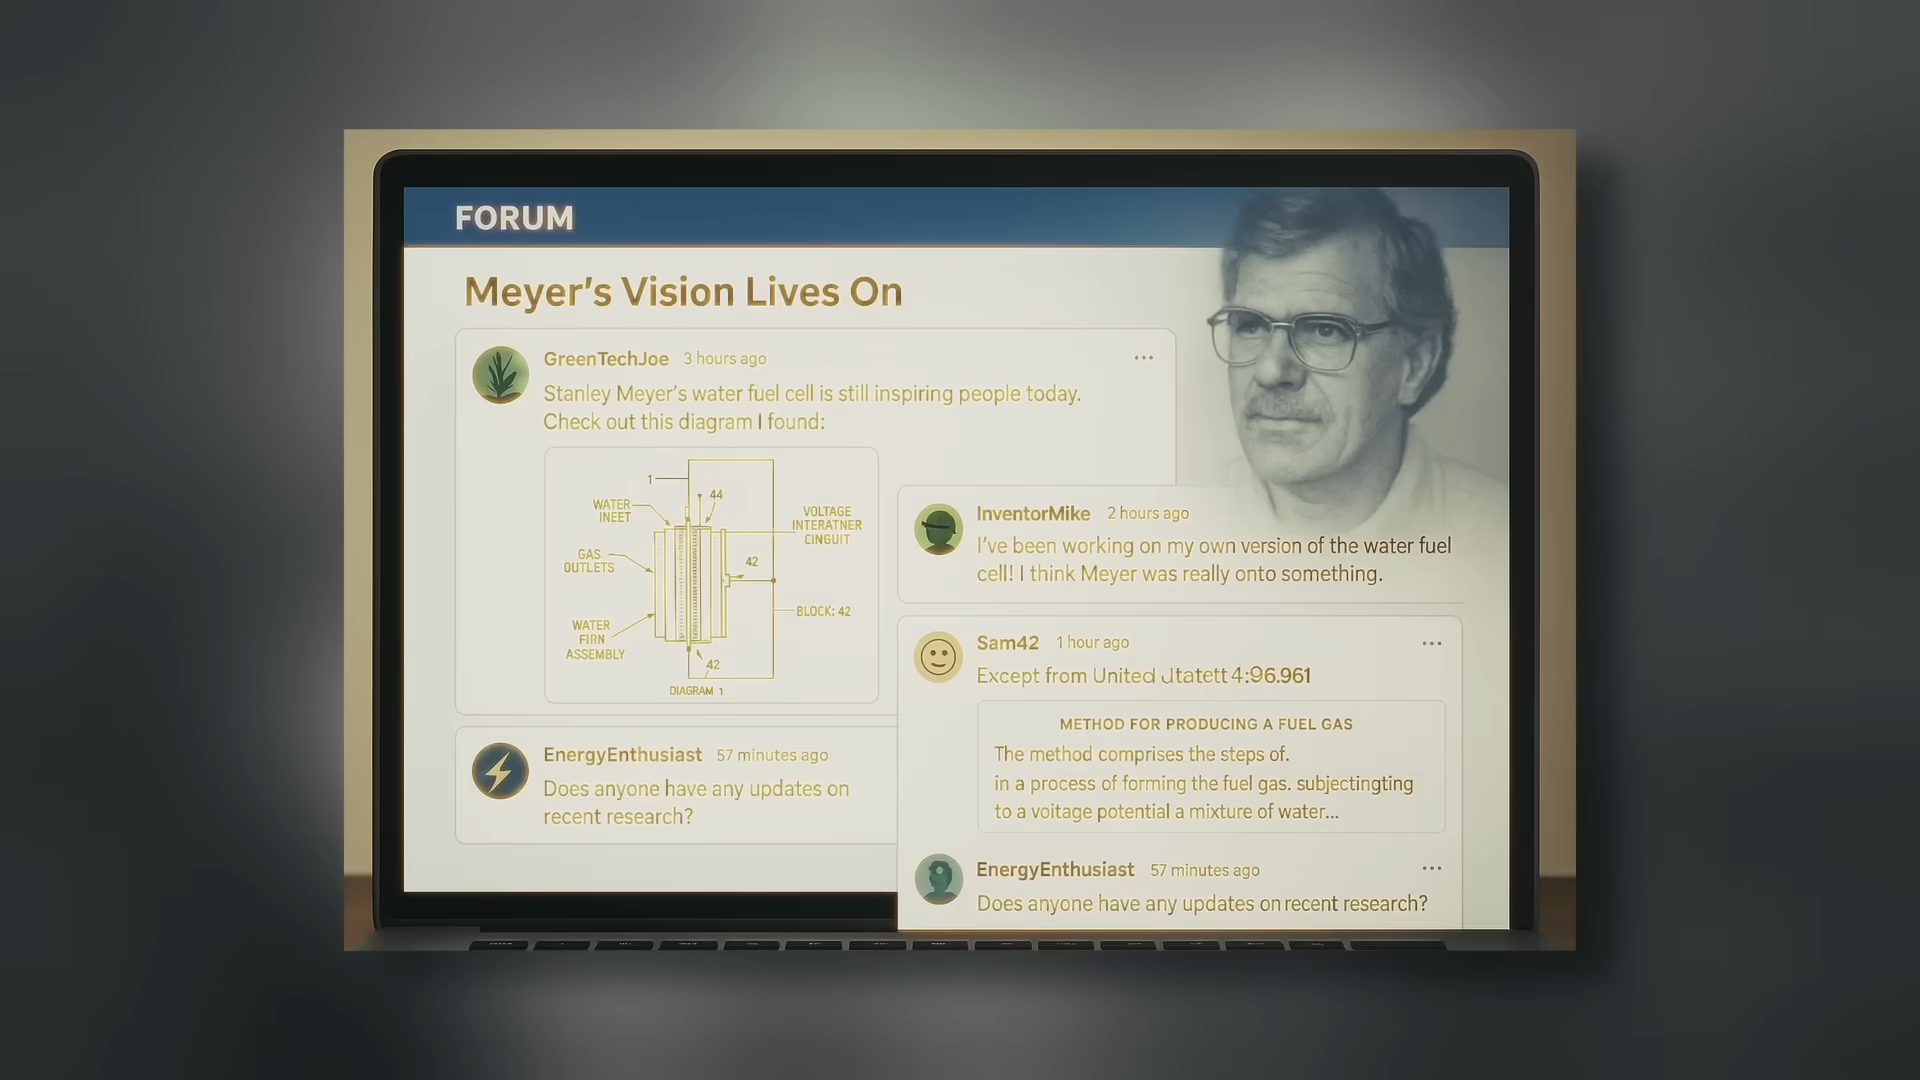 FORUM
Meyer's Vision Lives On
GreenTechJoe 3 hours ago
Stanley Meyer's water fuel cell is still inspiring people today.
Check out this diagram I found:
1
44
WATER
INEET
VOLTAGE
INTERATNER
CINGUIT
GAS
OUTLETS
42
BLOCK: 42
WATER
FIRN
ASSEMBLY
42
DIAGRAM 1
EnergyEnthusiast 57 minutes ago
Does anyone have any updates on
recent research?
InventorMike 2 hours ago
I've been working on my own version of the water fuel
cell! I think Meyer was really onto something.
Sam42 1 hour ago
Except from United Jtatett 4:96.961
METHOD FOR PRODUCING A FUEL GAS
The method comprises the steps of.
in a process of forming the fuel gas. subjectingting
to a voitage potential a mixture of water...
EnergyEnthusiast 57 minutes ago
Does anyone have any updates on recent research?